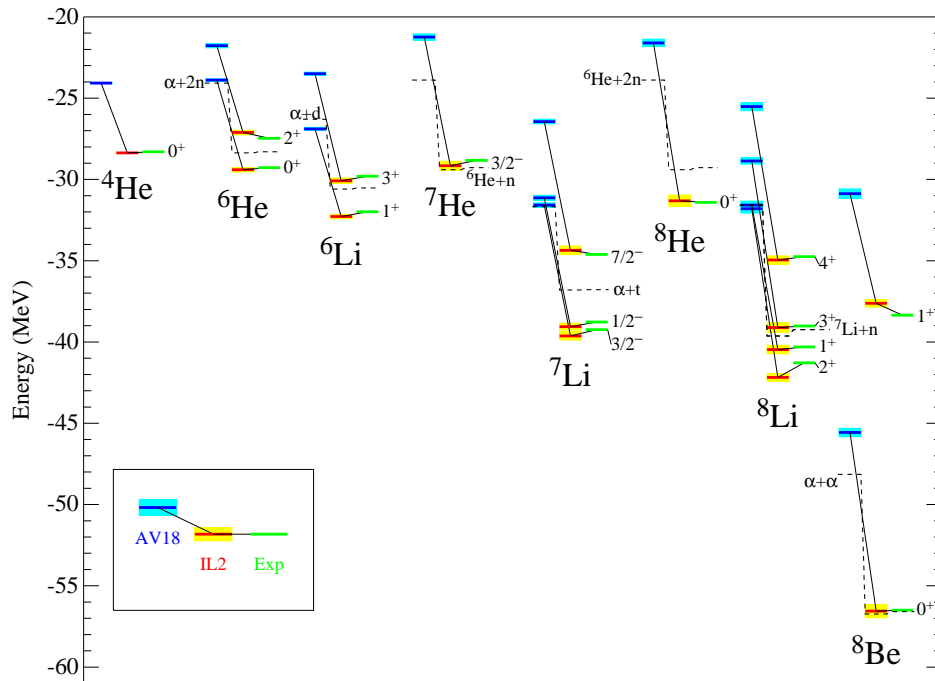 Energy (MeV)
-20
-25
-30
-35
-40
-45
-50
-55
-60
⁴He
0⁺
α+2n
2⁺
0⁺
⁶He
α+d
3⁺
1⁺
⁶Li
3/2⁻
⁶He+n
⁷He
7/2⁻
α+t
1/2⁻
3/2⁻
⁷Li
⁶He+2n
0⁺
⁸He
4⁺
3⁺
⁷Li+n
1⁺
2⁺
⁸Li
1⁺
α+α
0⁺
⁸Be
AV18
IL2
Exp